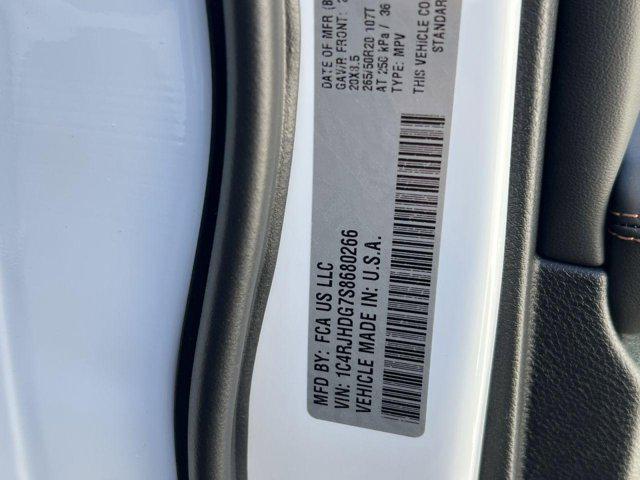 MFD BY: FCA US LLC
DATE OF MFR
VIN: 1C4RJHDG7S8680266
GAWR FRONT:
20X8.5
VEHICLE MADE IN: U.S.A.
265/50R20 107T
AT 250 kPa / 36
TYPE: MPV
THIS VEHICLE CO
STANDAR